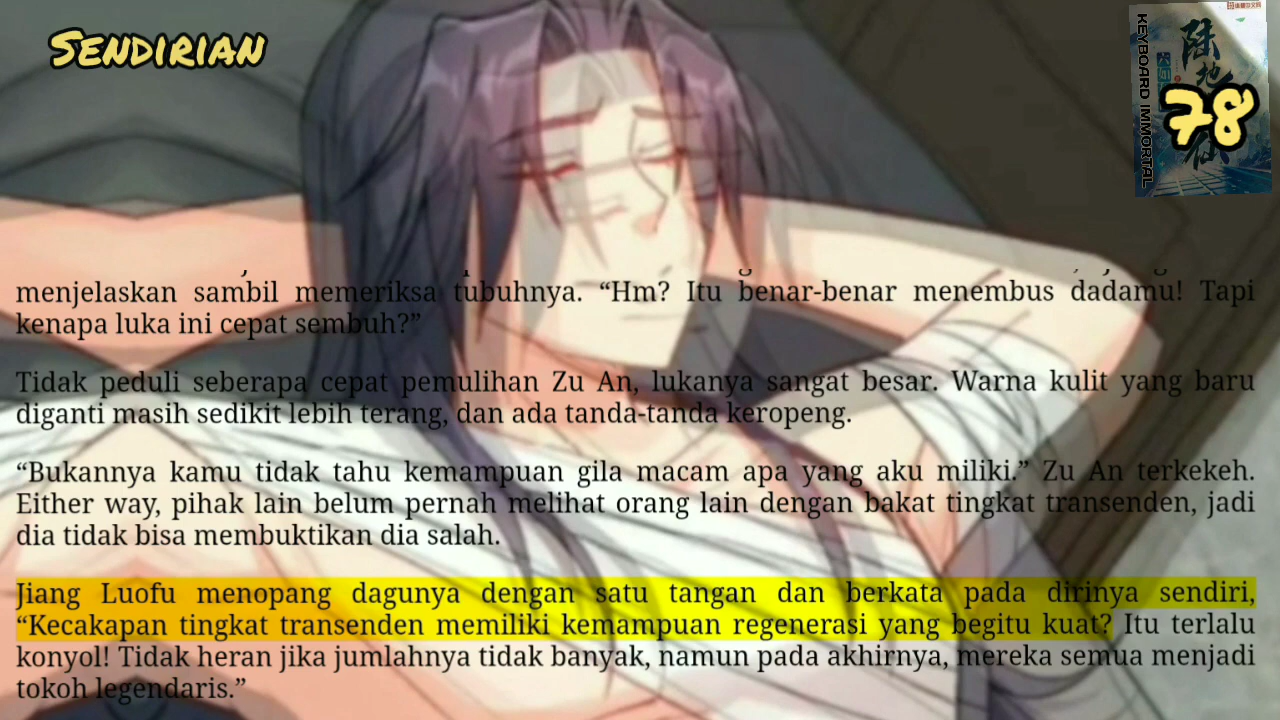 SENDIRIAN
KEYBOARD IMMORTAL
陆地
78
menjelaskan sambil memeriksa tubuhnya. “Hm? Itu benar-benar menembus dadamu! Tapi
kenapa luka ini cepat sembuh?”
Tidak peduli seberapa cepat pemulihan Zu An, lukanya sangat besar. Warna kulit yang baru
diganti masih sedikit lebih terang, dan ada tanda-tanda keropeng.
“Bukannya kamu tidak tahu kemampuan gila macam apa yang aku miliki.” Zu An terkekeh.
Either way, pihak lain belum pernah melihat orang lain dengan bakat tingkat transenden, jadi
dia tidak bisa membuktikan dia salah.
Jiang Luofu menopang dagunya dengan satu tangan dan berkata pada dirinya sendiri,
“Kecakapan tingkat transenden memiliki kemampuan regenerasi yang begitu kuat? Itu terlalu
konyol! Tidak heran jika jumlahnya tidak banyak, namun pada akhirnya, mereka semua menjadi
tokoh legendaris.”